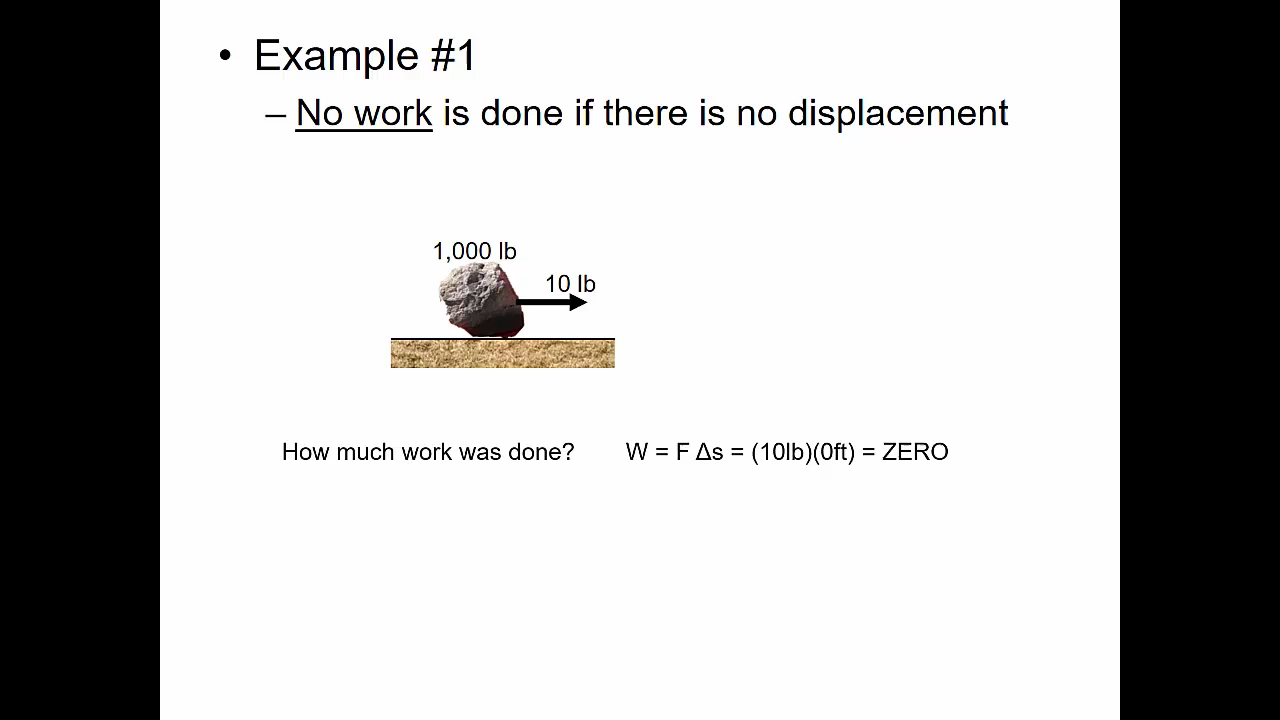 • Example #1
– No work is done if there is no displacement
1,000 lb
10 lb
How much work was done?
W = F Δs = (10lb)(0ft) = ZERO